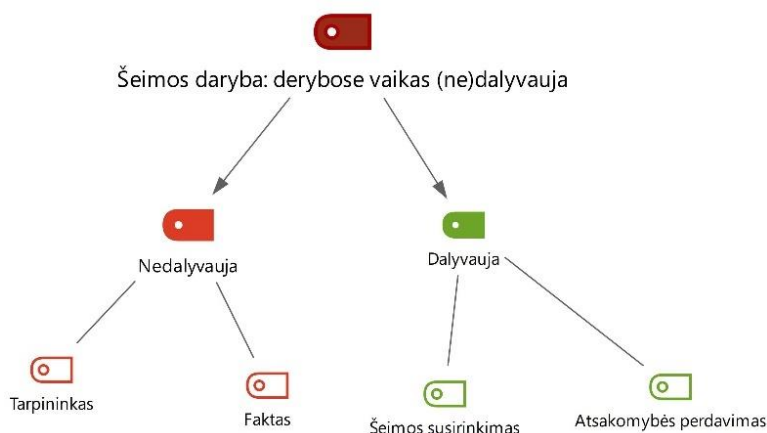 Šeimos daryba: derybose vaikas (ne)dalyvauja
Nedalyvauja
Dalyvauja
Tarpininkas
Faktas
Šeimos susirinkimas
Atsakomybės perdavimas